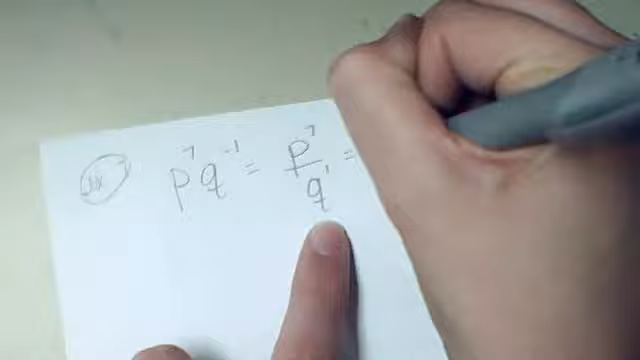 p⁷q⁻¹ = p⁷/q¹ =